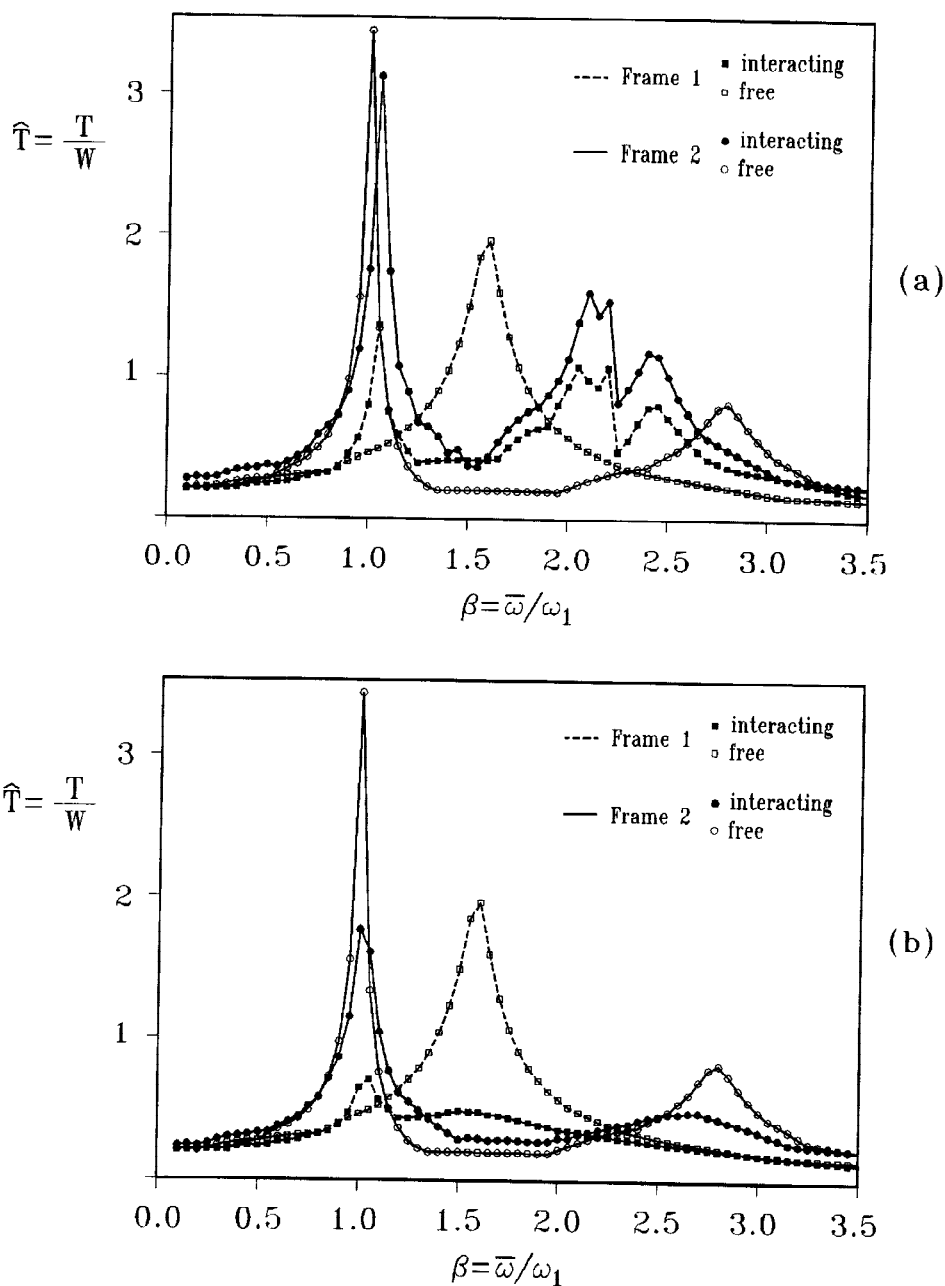 3
2
1
T̂ = T/W
--- Frame 1 ■ interacting
□ free
— Frame 2 ● interacting
○ free
(a)
0.0 0.5 1.0 1.5 2.0 2.5 3.0 3.5
β=ω̅/ω₁
3
2
1
T̂ = T/W
--- Frame 1 ■ interacting
□ free
— Frame 2 ● interacting
○ free
(b)
0.0 0.5 1.0 1.5 2.0 2.5 3.0 3.5
β=ω̅/ω₁